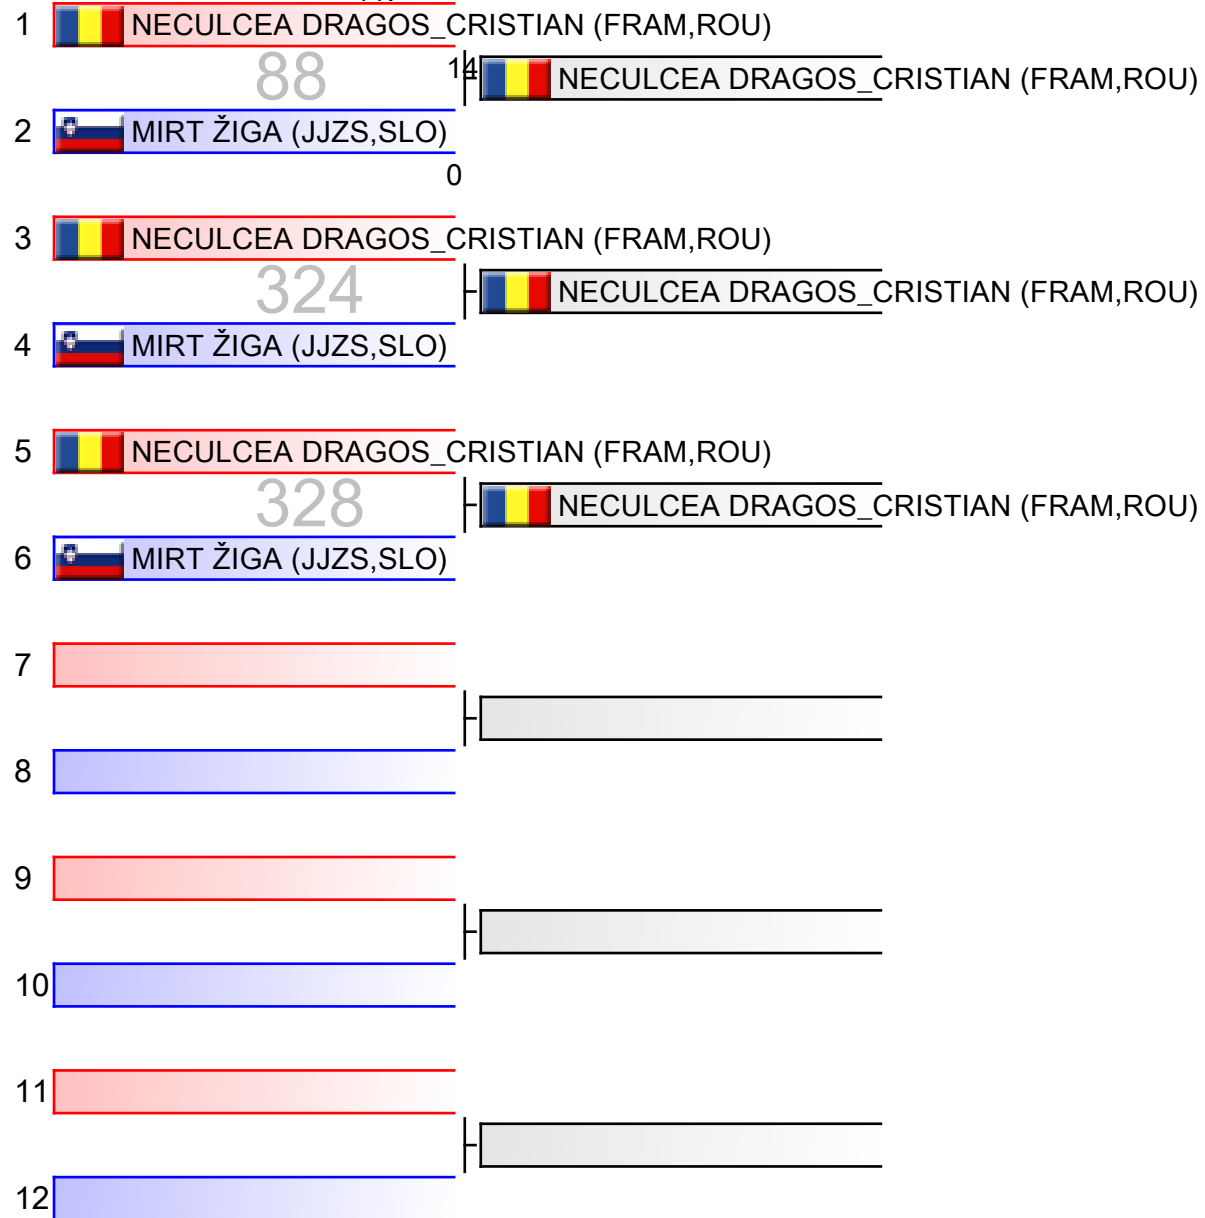 1 NECULCEA DRAGOS_CRISTIAN (FRAM,ROU)
88
14 NECULCEA DRAGOS_CRISTIAN (FRAM,ROU)
2 MIRT ŽIGA (JJZS,SLO)
0
3 NECULCEA DRAGOS_CRISTIAN (FRAM,ROU)
324
NECULCEA DRAGOS_CRISTIAN (FRAM,ROU)
4 MIRT ŽIGA (JJZS,SLO)
5 NECULCEA DRAGOS_CRISTIAN (FRAM,ROU)
328
NECULCEA DRAGOS_CRISTIAN (FRAM,ROU)
6 MIRT ŽIGA (JJZS,SLO)
7
8
9
10
11
12